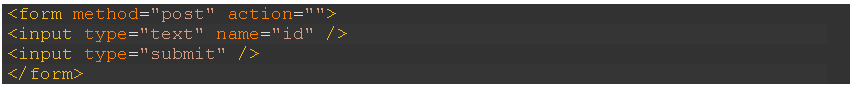 <form method="post" action="">
<input type="text" name="id" />
<input type="submit" />
</form>